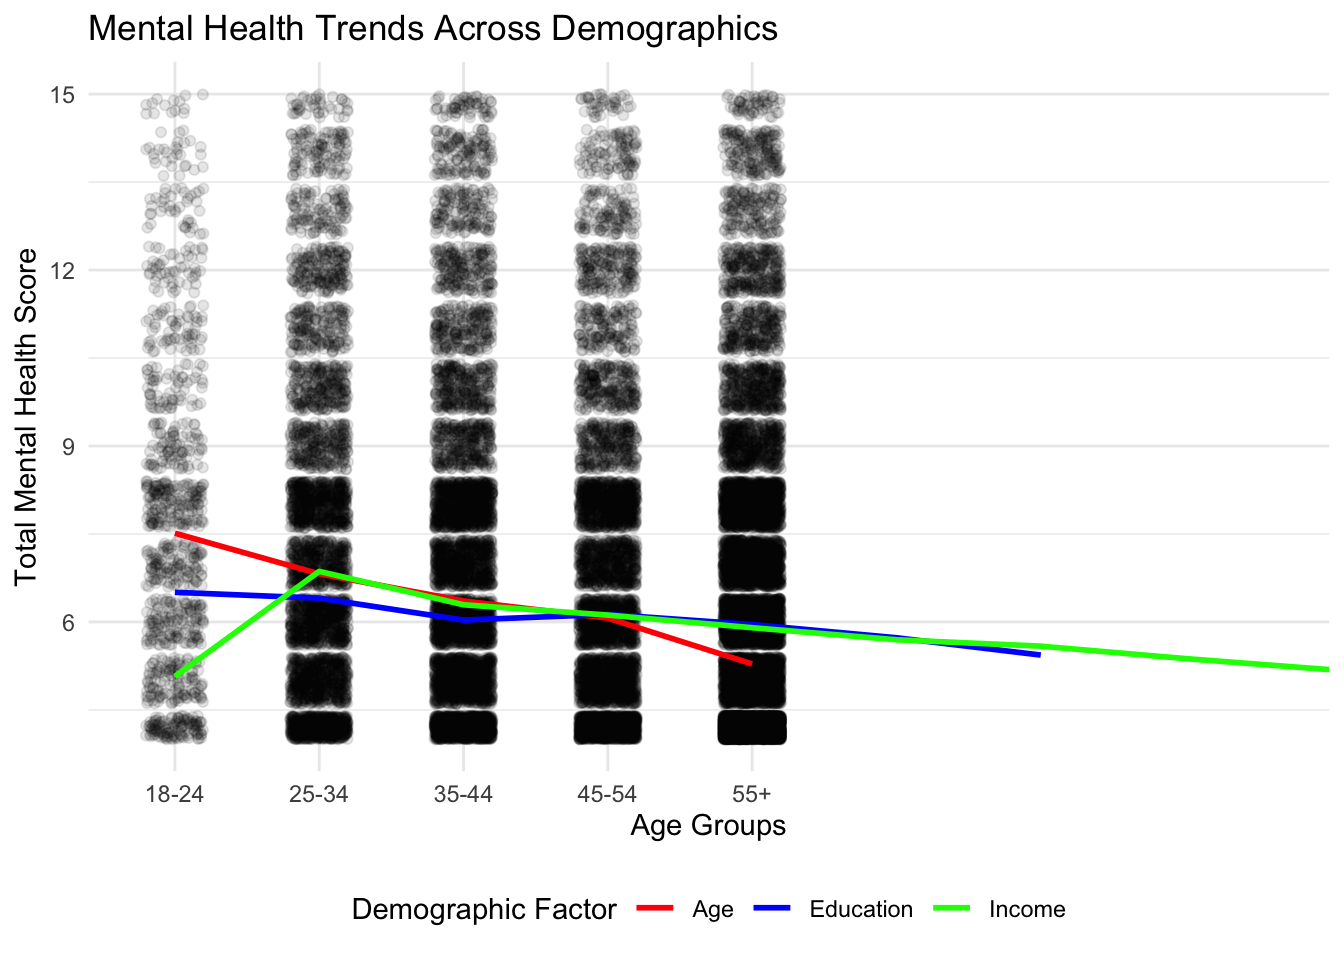 Mental Health Trends Across Demographics
Total Mental Health Score
15
12
9
6
18-24 25-34 35-44 45-54 55+
Age Groups
Demographic Factor Age Education Income